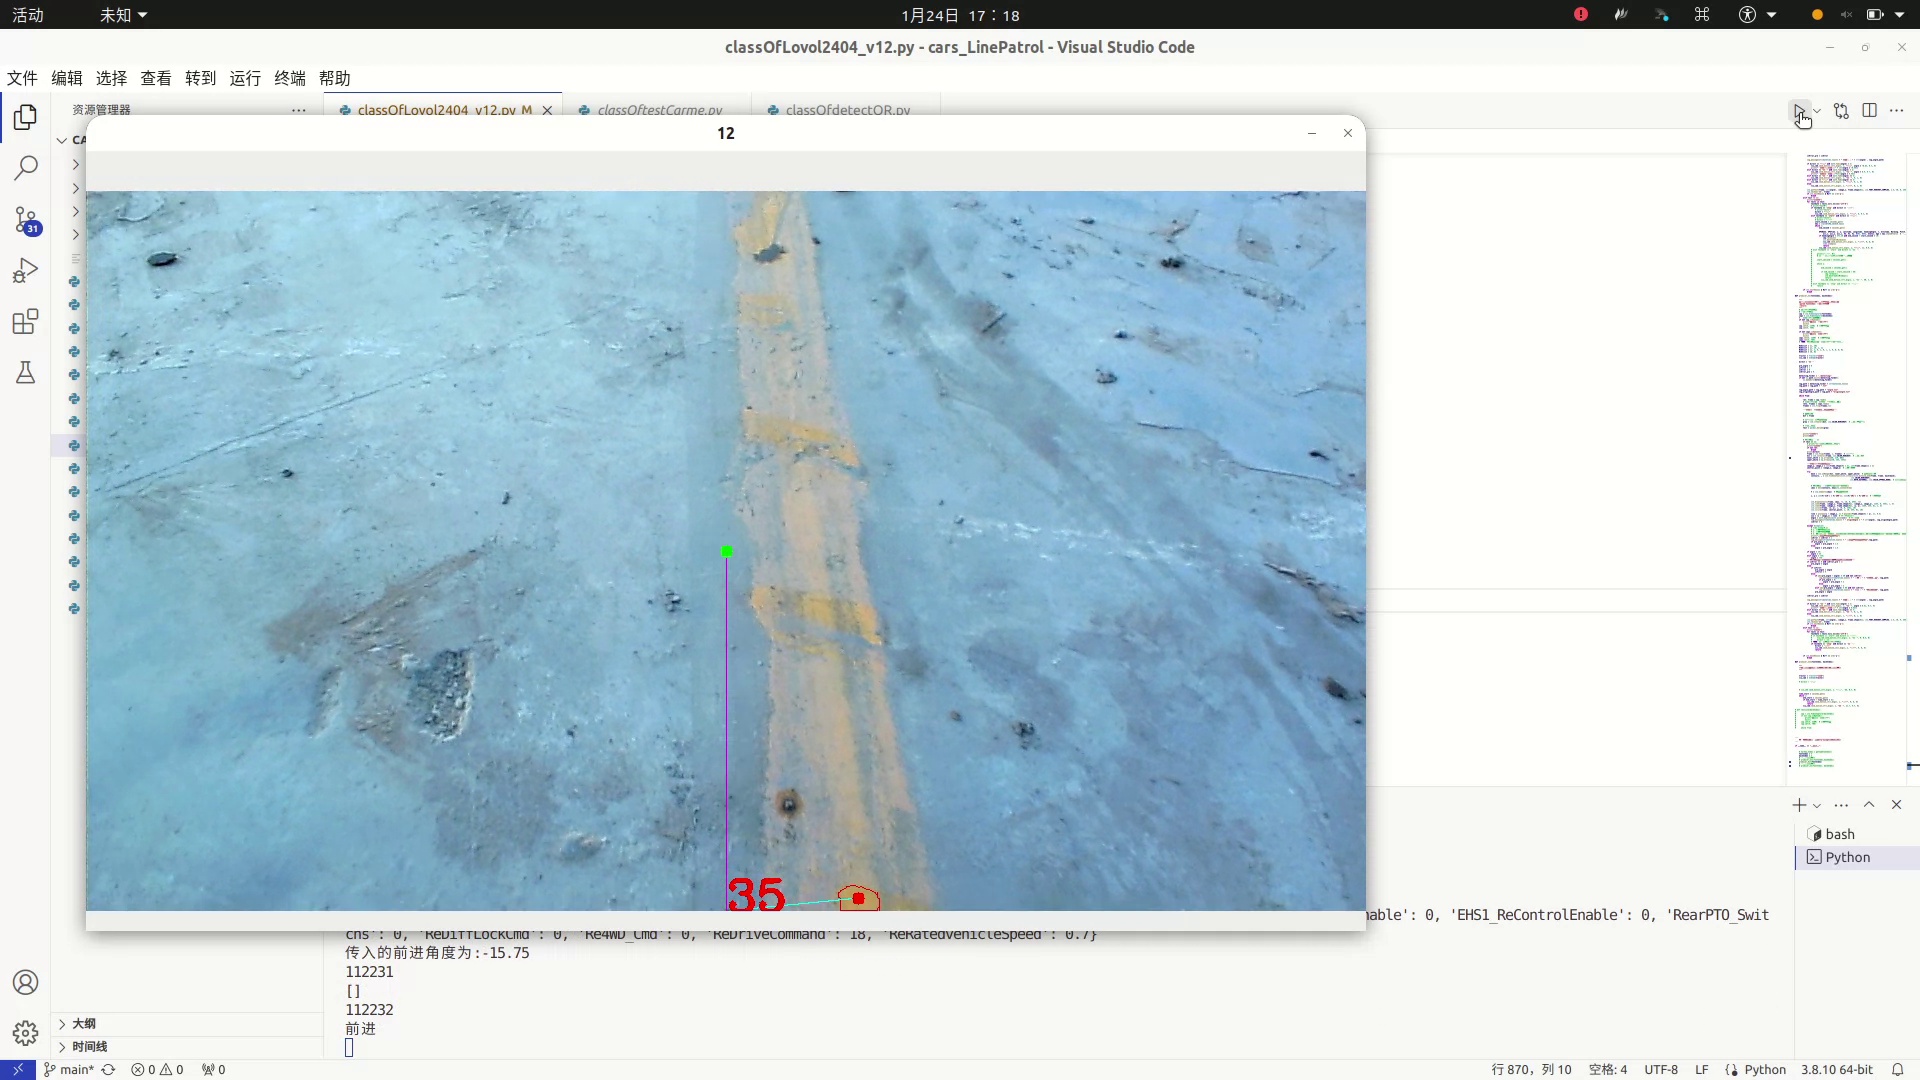 活动
未知
1月24日 17：18
classOfLovol2404_v12.py - cars_LinePatrol - Visual Studio Code
文件 编辑 选择 查看 转到 运行 终端 帮助
资源管理器
classOfLovol2404_v12.py M
classOftestCarme.py
classOfdetectQR.py
12
31
35
bash
Python
nable': 0, 'EHS1_ReControlEnable': 0, 'RearPTO_Swit
chs': 0, 'ReDiffLockCmd': 0, 'Re4WD_Cmd': 0, 'ReDriveCommand': 18, 'ReRatedVehicleSpeed': 0.7}
传入的前进角度为:-15.75
112231
[]
112232
前进
大纲
时间线
main* 0 0 0
行 870，列 10 空格: 4 UTF-8 LF Python 3.8.10 64-bit